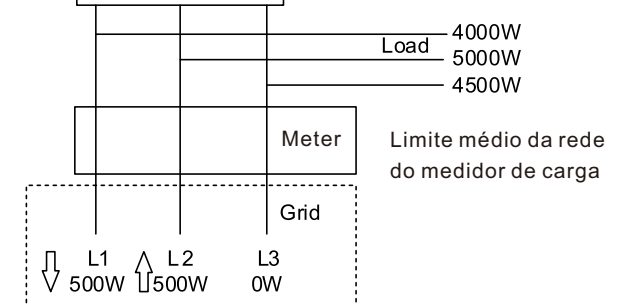 4000W
Load
5000W
4500W
Meter
Limite médio da rede
do medidor de carga
Grid
L1 L2 L3
500W 500W 0W